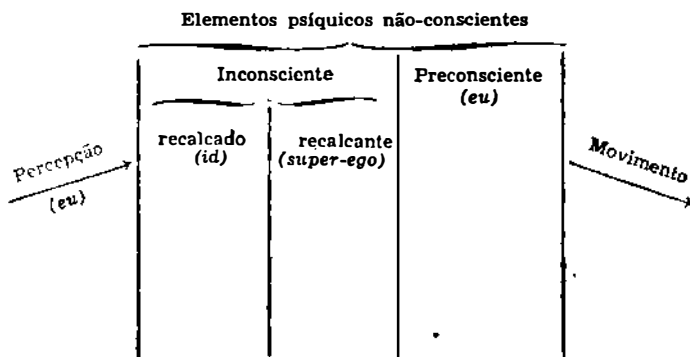 Elementos psíquicos não-conscientes
Inconsciente
Preconsciente
(eu)
recalcado
(id)
recalcante
(super-ego)
Percepção
(eu)
Movimento